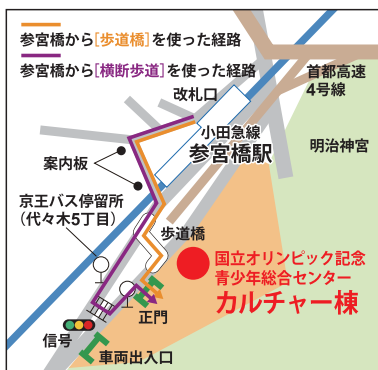 参宮橋から[歩道橋]を使った経路
参宮橋から[横断歩道]を使った経路
改札口
首都高速
4号線
小田急線
参宮橋駅
明治神宮
案内板
京王バス停留所
(代々木5丁目)
歩道橋
国立オリンピック記念
青少年総合センター
カルチャー棟
正門
信号
車両出入口